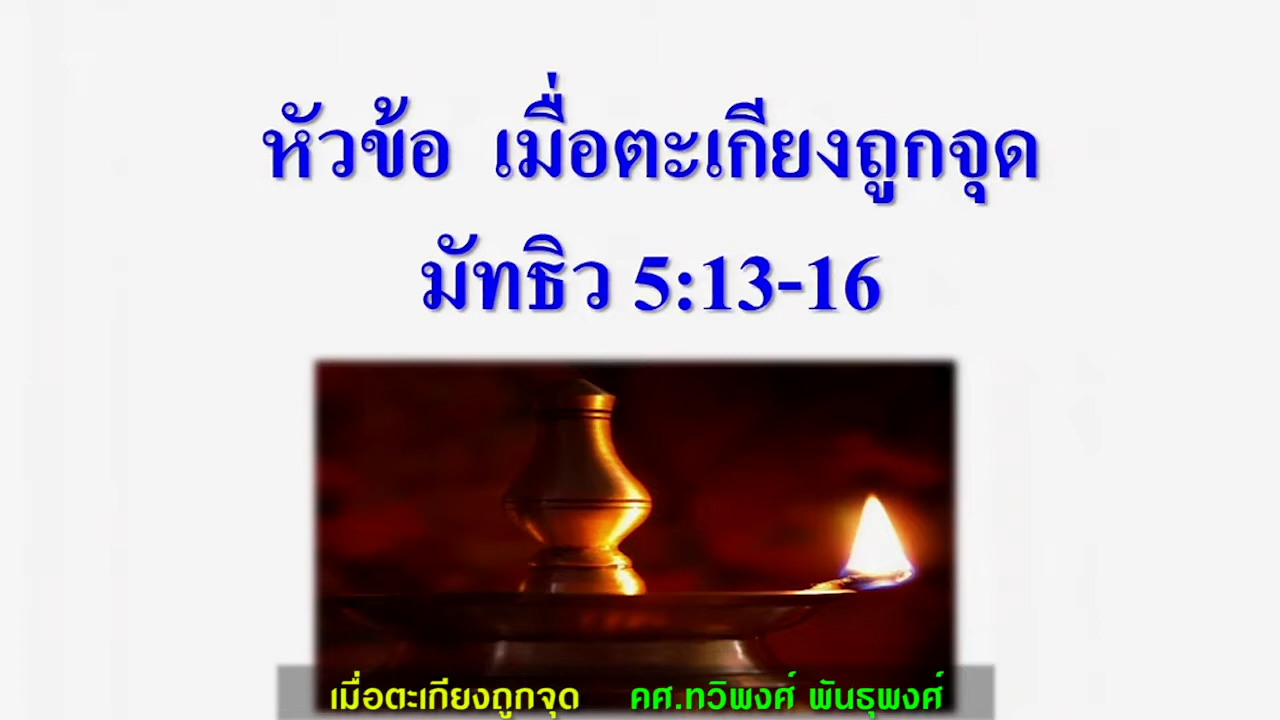 หัวข้อ เมื่อตะเกียงถูกจุด
มัทธิว 5:13-16
เมื่อตะเกียงถูกจุด คศ.ทวิพงศ์ พันธุพงศ์